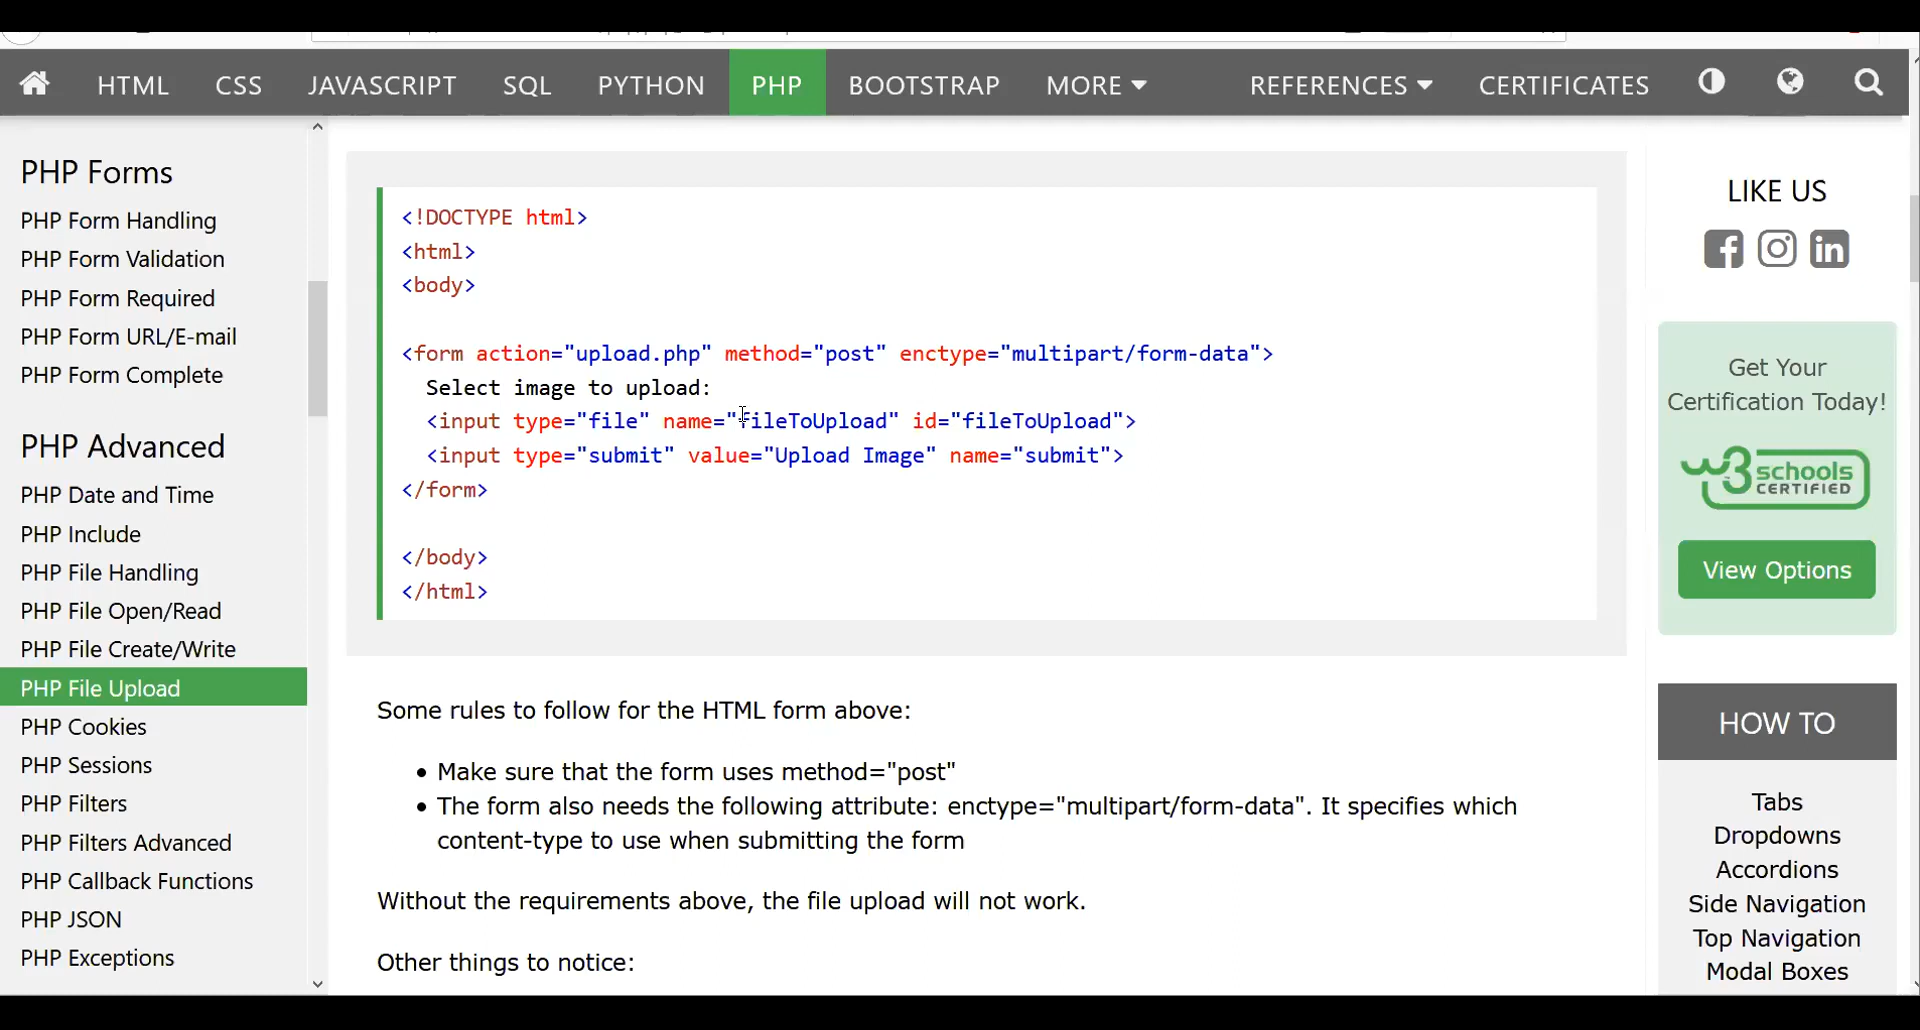 HTML CSS JAVASCRIPT SQL PYTHON PHP BOOTSTRAP MORE REFERENCES CERTIFICATES
PHP Forms
PHP Form Handling
PHP Form Validation
PHP Form Required
PHP Form URL/E-mail
PHP Form Complete
PHP Advanced
PHP Date and Time
PHP Include
PHP File Handling
PHP File Open/Read
PHP File Create/Write
PHP File Upload
PHP Cookies
PHP Sessions
PHP Filters
PHP Filters Advanced
PHP Callback Functions
PHP JSON
PHP Exceptions
<!DOCTYPE html>
<html>
<body>
<form action="upload.php" method="post" enctype="multipart/form-data">
Select image to upload:
<input type="file" name="fileToUpload" id="fileToUpload">
<input type="submit" value="Upload Image" name="submit">
</form>
</body>
</html>
Some rules to follow for the HTML form above:
• Make sure that the form uses method="post"
• The form also needs the following attribute: enctype="multipart/form-data". It specifies which
content-type to use when submitting the form
Without the requirements above, the file upload will not work.
Other things to notice:
LIKE US
Get Your
Certification Today!
w3schools
CERTIFIED
View Options
HOW TO
Tabs
Dropdowns
Accordions
Side Navigation
Top Navigation
Modal Boxes